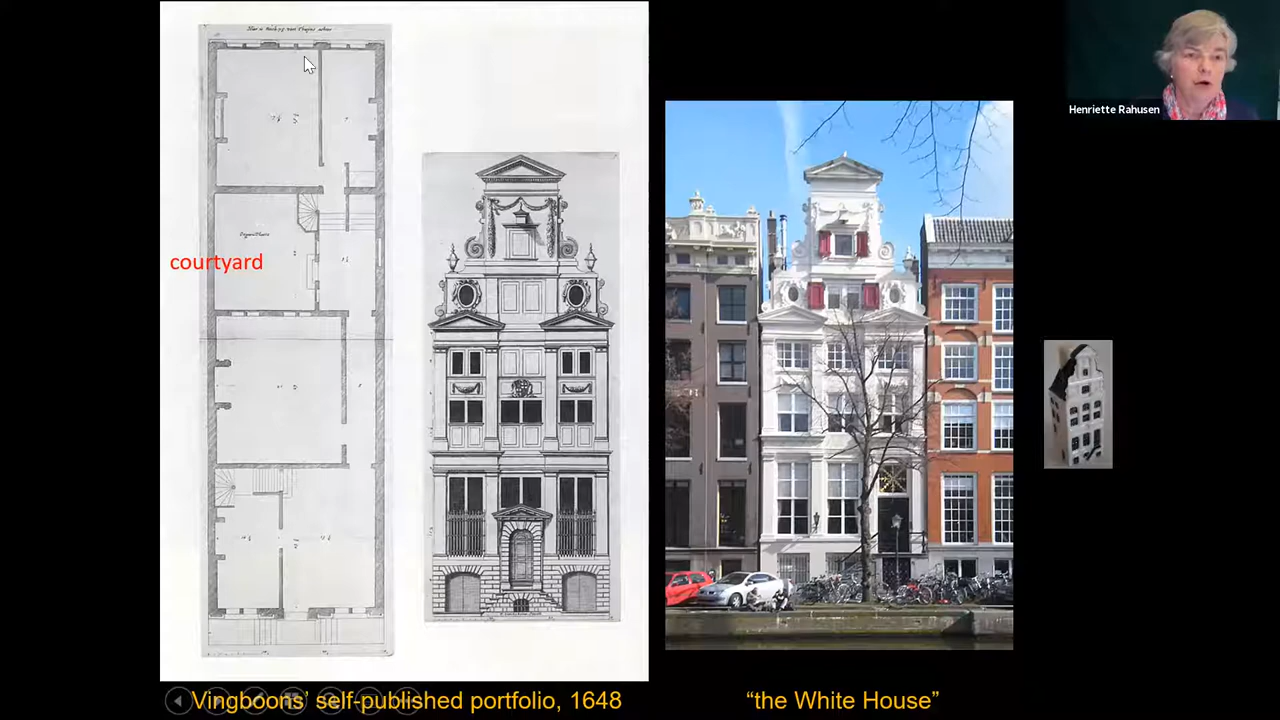 Henriette Rahusen
courtyard
Vingboons' self-published portfolio, 1648
“the White House”